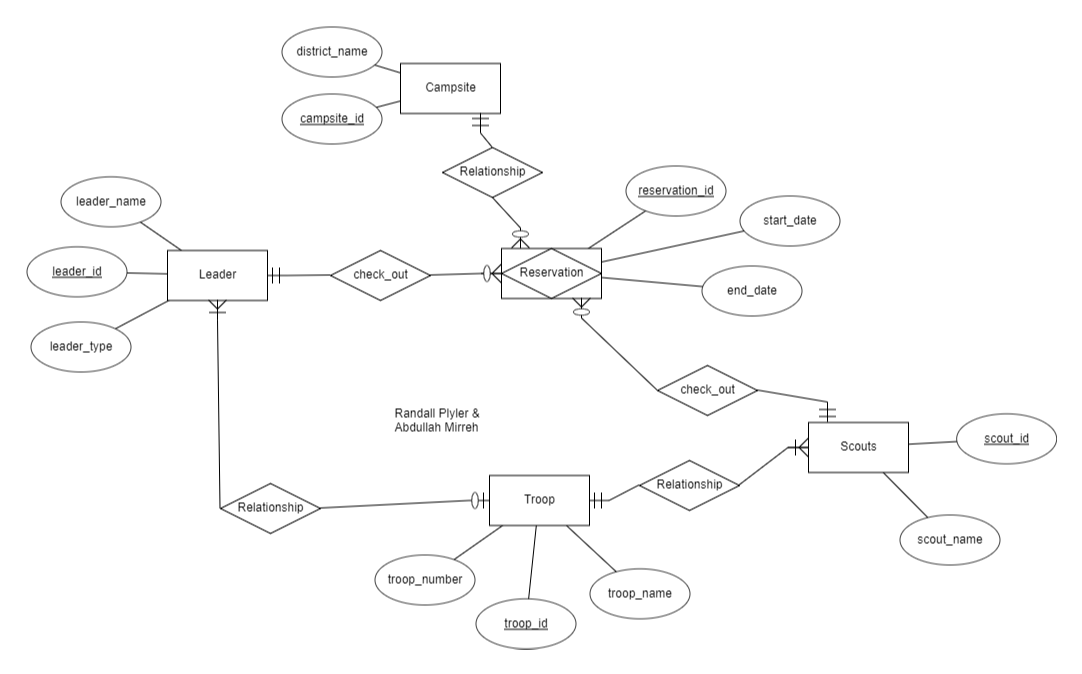 district_name
Campsite
campsite_id
Relationship
reservation_id
leader_name
start_date
leader_id
Leader
check_out
Reservation
end_date
leader_type
check_out
Randall Plyler &
Abdullah Mirreh
scout_id
Scouts
Relationship
Troop
Relationship
scout_name
troop_number
troop_name
troop_id